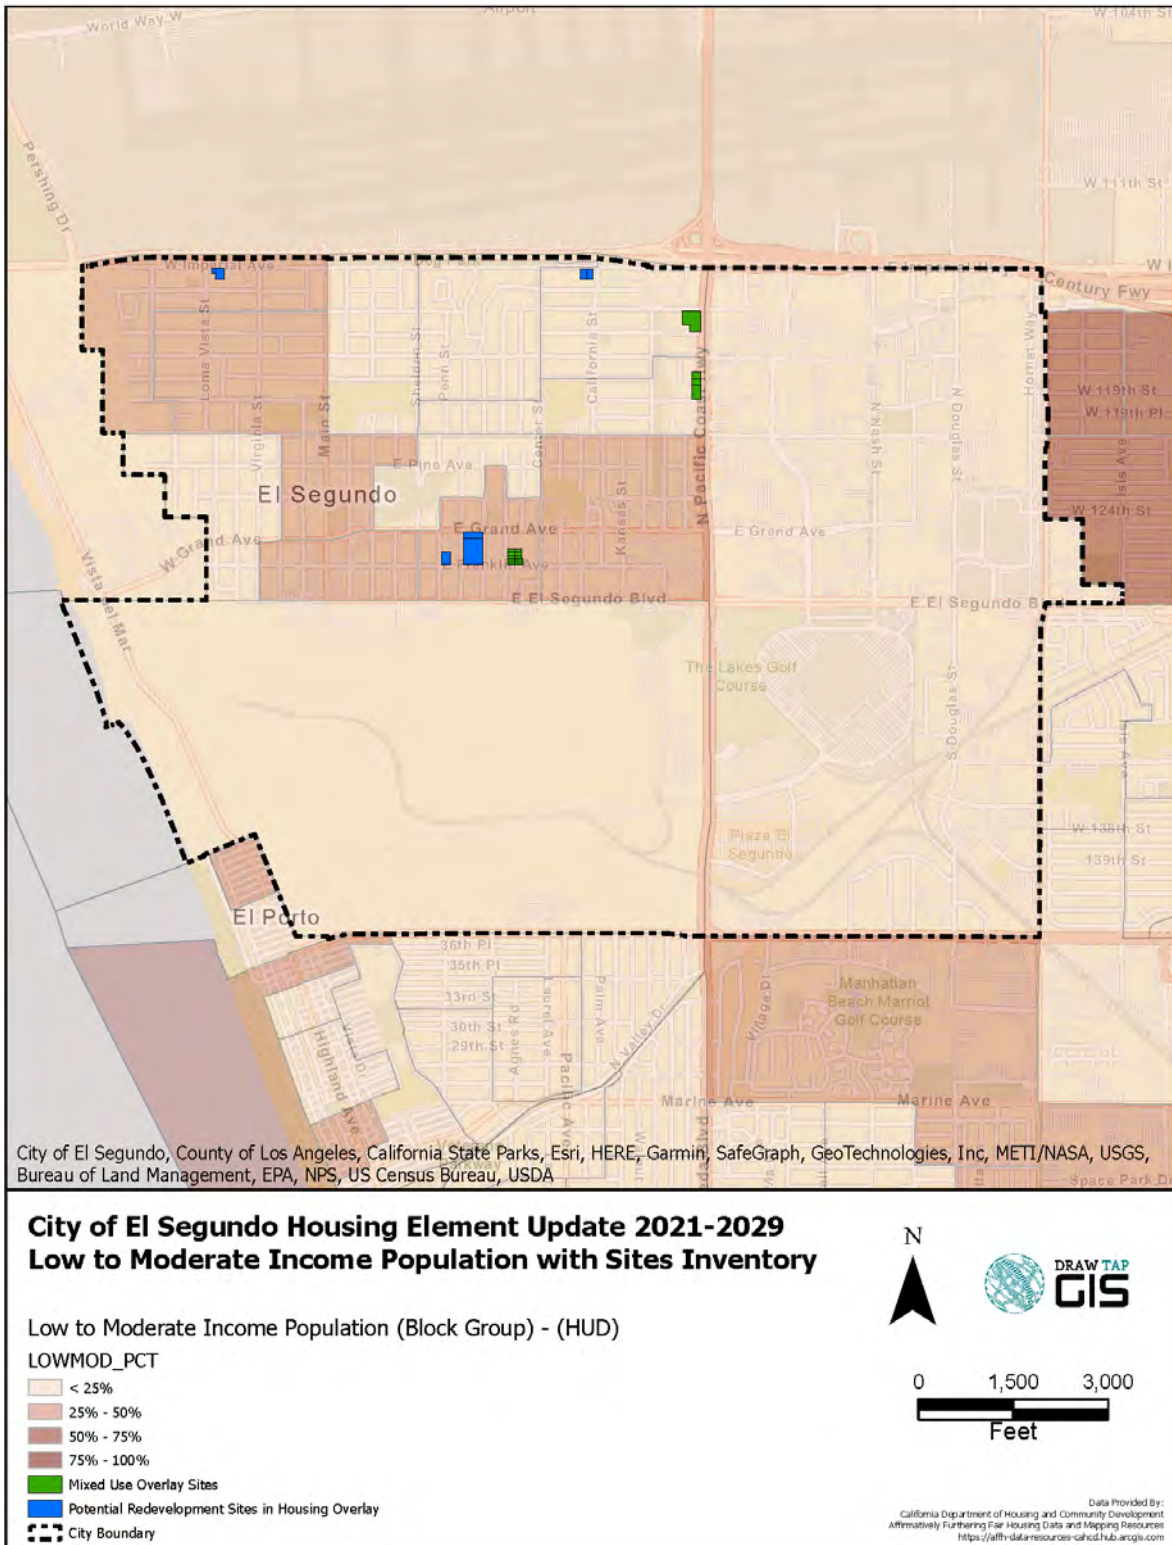 World Way W
Airport
W 104th St
Pershing Dr
W 111th St
W Imperial Ave
Century Fwy
Loma Vista St
Sheldon St
Penn St
California St
N Pacific Coast Hwy
Hornet Way
W 119th St
W 119th Pl
Virginia St
Main St
Center S
N Nash St
N Douglas St
Isis Ave
E Pine Ave
El Segundo
Kansas St
W 124th St
W Grand Ave
E Grand Ave
E Grand Ave
E Franklin Ave
E El Segundo Blvd
E El Segundo B
Vista del Mar
The Lakes Golf
Course
S Douglas St
Isis Ave
Plaza El
Segundo
W 138th St
139th St
El Porto
36th Pl
35th Pl
33rd St
30th St
29th St
Agnes Rd
Laurel Ave
Palm Ave
Pacific Ave
N Valley Dr
Village Dr
Manhattan
Beach Marriot
Golf Course
Highland Ave
Vista Dr
Marine Ave
Marine Ave
Space Park D
City of El Segundo, County of Los Angeles, California State Parks, Esri, HERE, Garmin, SafeGraph, GeoTechnologies, Inc, METI/NASA, USGS,
Bureau of Land Management, EPA, NPS, US Census Bureau, USDA
City of El Segundo Housing Element Update 2021-2029
Low to Moderate Income Population with Sites Inventory
N
DRAW TAP
GIS
Low to Moderate Income Population (Block Group) - (HUD)
LOWMOD_PCT
< 25%
25% - 50%
50% - 75%
75% - 100%
Mixed Use Overlay Sites
Potential Redevelopment Sites in Housing Overlay
City Boundary
0 1,500 3,000
Feet
Data Provided By:
California Department of Housing and Community Development
Affirmatively Furthering Fair Housing Data and Mapping Resources
https://affh-data-resources-cahcd.hub.arcgis.com